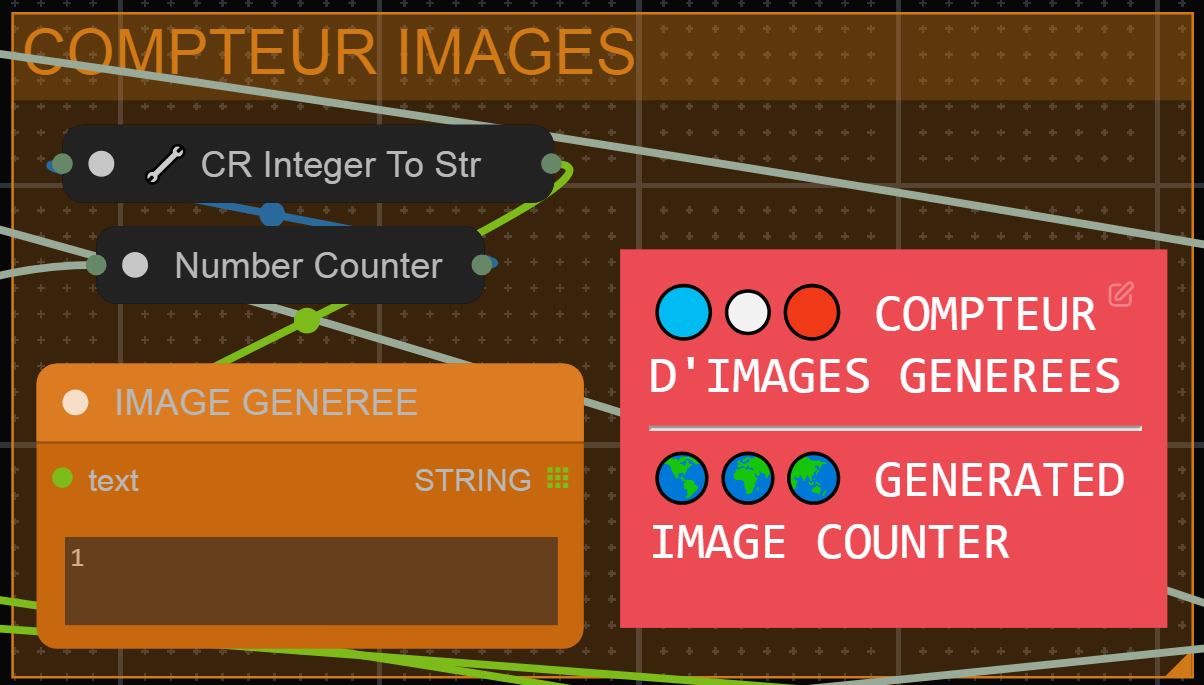 COMPTEUR IMAGES
CR Integer To Str
Number Counter
IMAGE GENEREE
text STRING
1
COMPTEUR
D'IMAGES GENEREES
GENERATED
IMAGE COUNTER